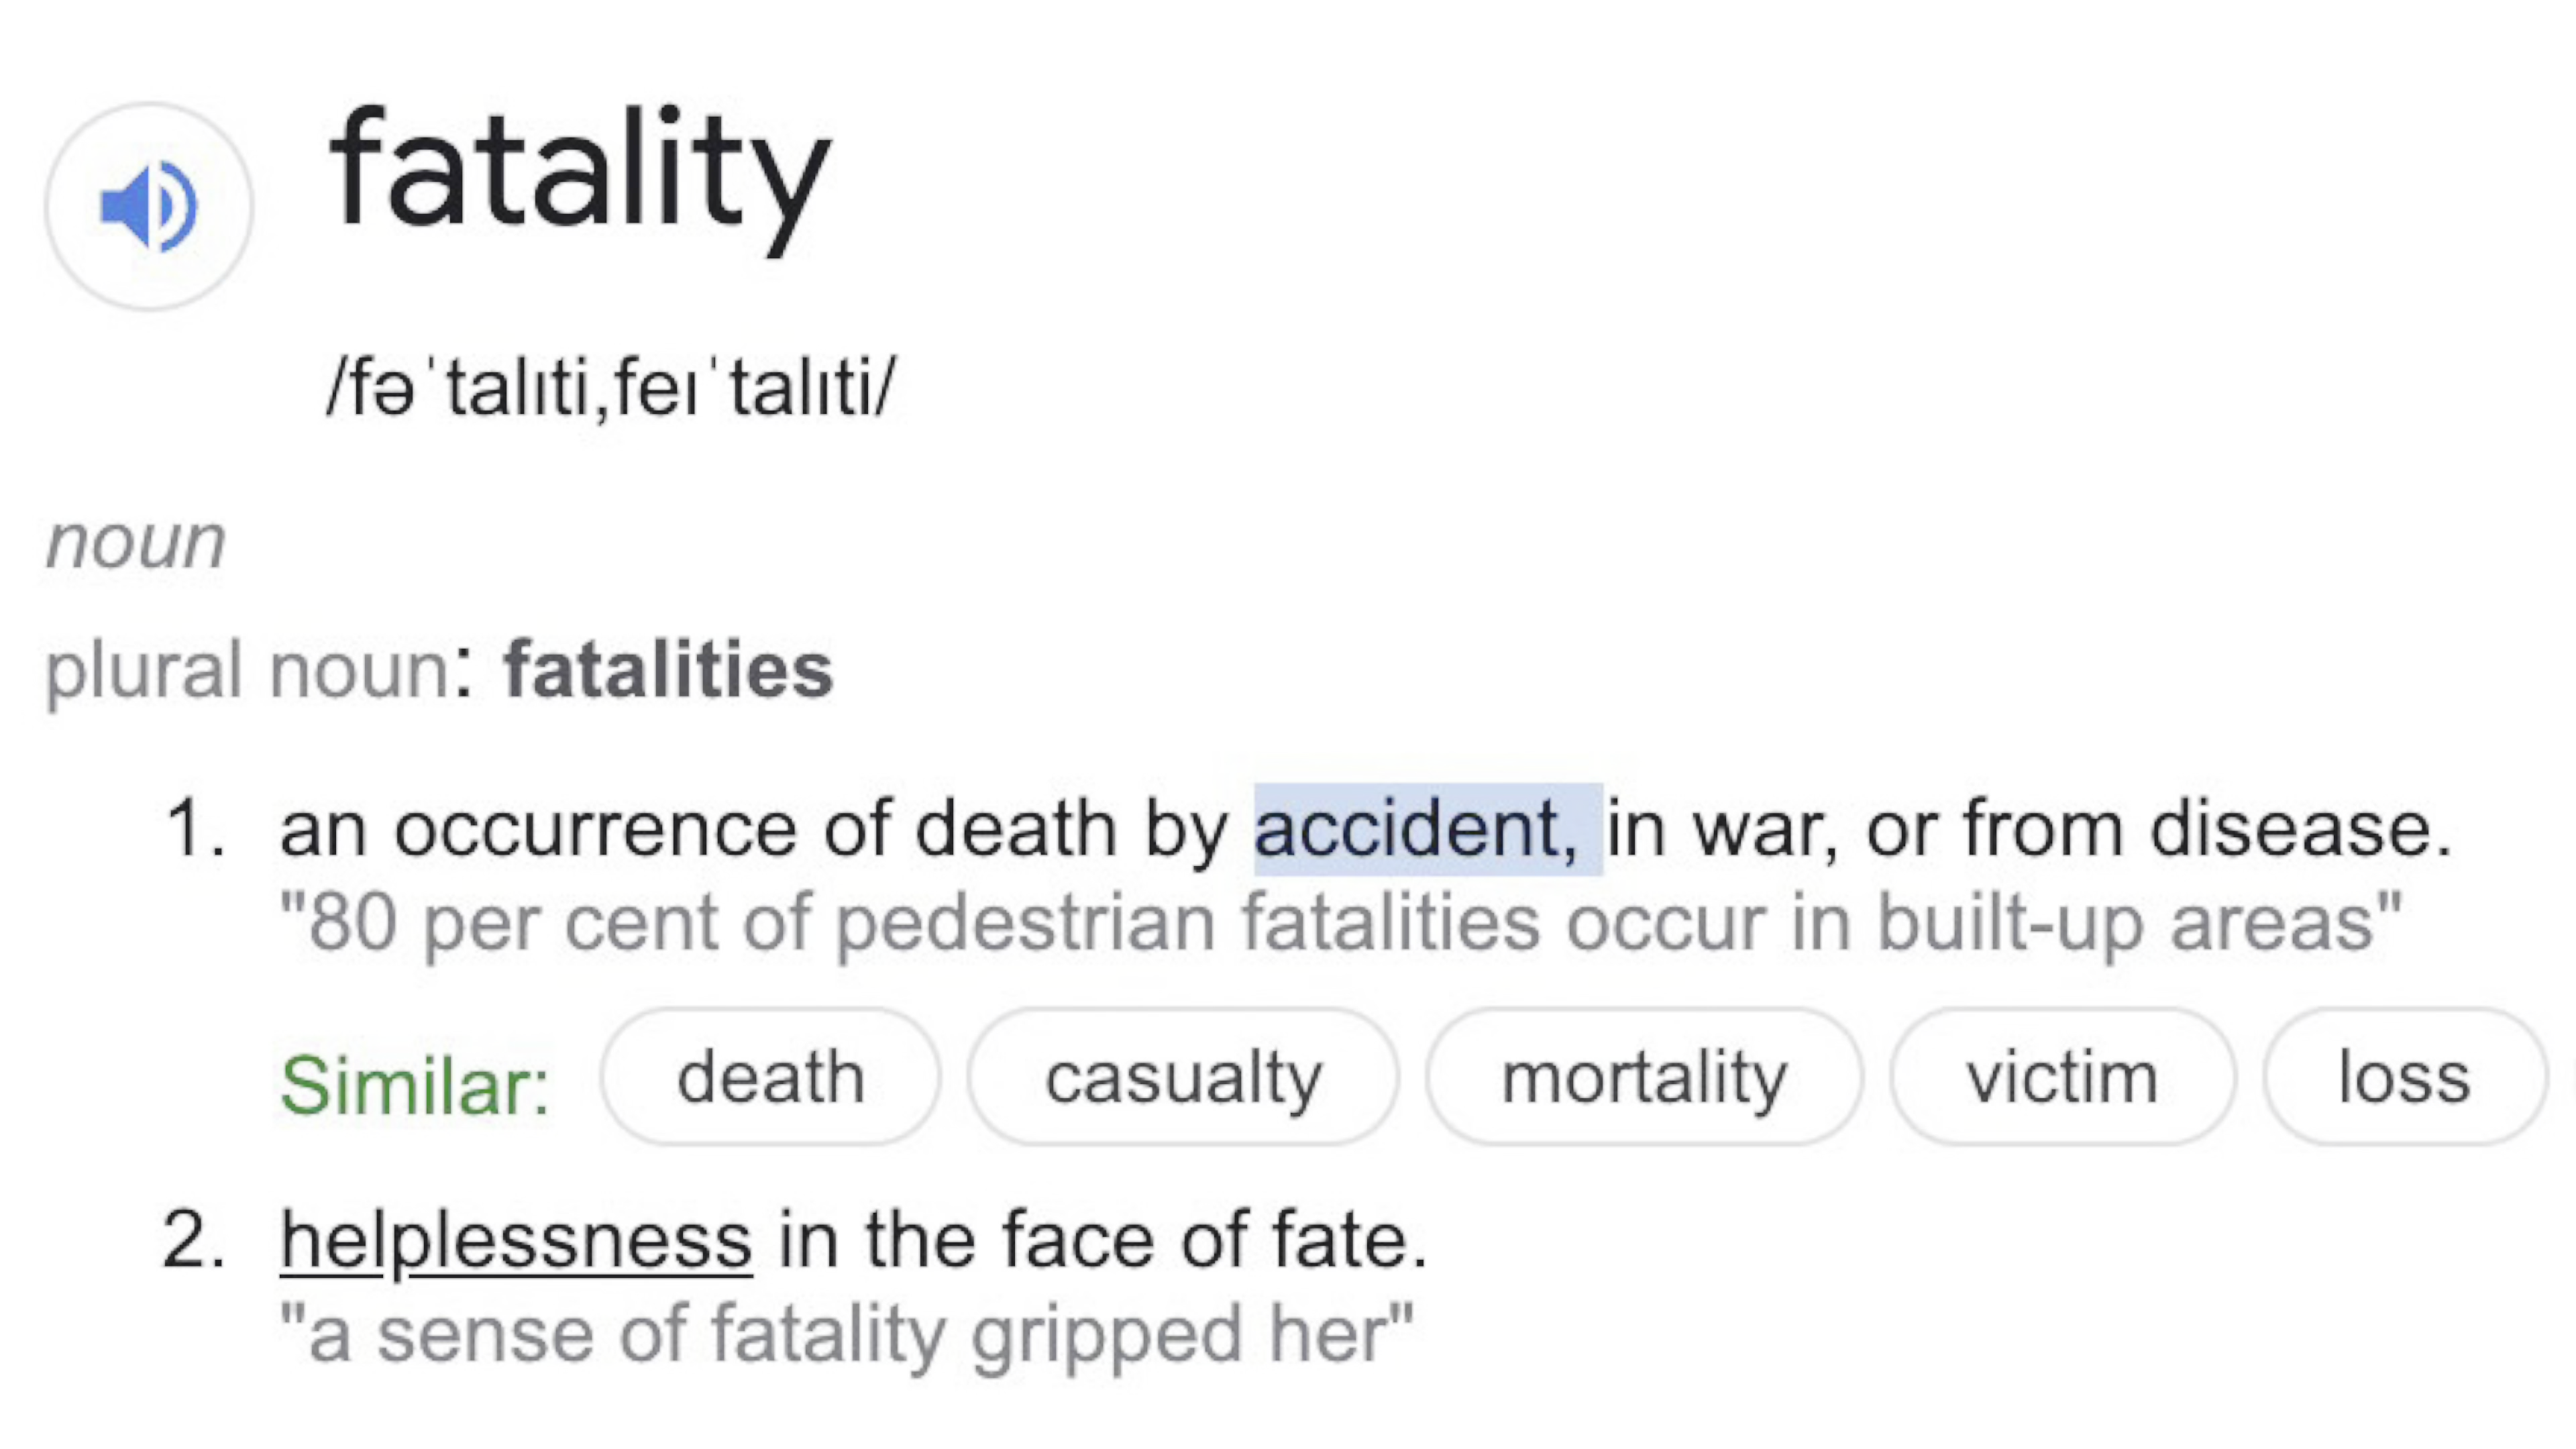 fatality
/fəˈtalɪti,feɪˈtalɪti/
noun
plural noun: fatalities
1. an occurrence of death by accident, in war, or from disease.
"80 per cent of pedestrian fatalities occur in built-up areas"
Similar: death casualty mortality victim loss
2. helplessness in the face of fate.
"a sense of fatality gripped her"